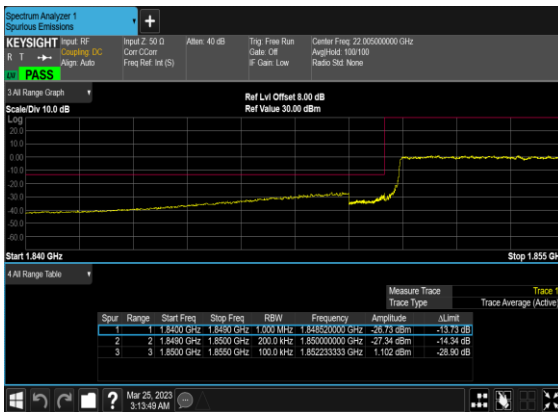 Spectrum Analyzer 1
Spurious Emissions
KEYSIGHT
R T
Input: RF
Coupling: DC
Align: Auto
Input Z: 50 Ω
Corr CCorr
Freq Ref: Int (S)
Atten: 40 dB
Trig: Free Run
Gate: Off
IF Gain: Low
Center Freq: 22.005000000 GHz
Avg|Hold: 100/100
Radio Std: None
PASS
3 All Range Graph
Scale/Div 10.0 dB
Ref Lvl Offset 8.00 dB
Ref Value 30.00 dBm
Log
20.0
10.0
0.00
-10.0
-20.0
-30.0
-40.0
-50.0
-60.0
Start 1.840 GHz
Stop 1.855 GH
4 All Range Table
Measure Trace Trace 1
Trace Type Trace Average (Active)
Spur Range Start Freq Stop Freq RBW Frequency Amplitude ΔLimit
1 1 1.8400 GHz 1.8490 GHz 1.000 MHz 1.848520000 GHz -26.73 dBm -13.73 dB
2 2 1.8490 GHz 1.8500 GHz 200.0 kHz 1.850000000 GHz -27.34 dBm -14.34 dB
3 3 1.8500 GHz 1.8550 GHz 100.0 kHz 1.852233333 GHz 1.102 dBm -28.90 dB
?
Mar 25, 2023
3:13:49 AM